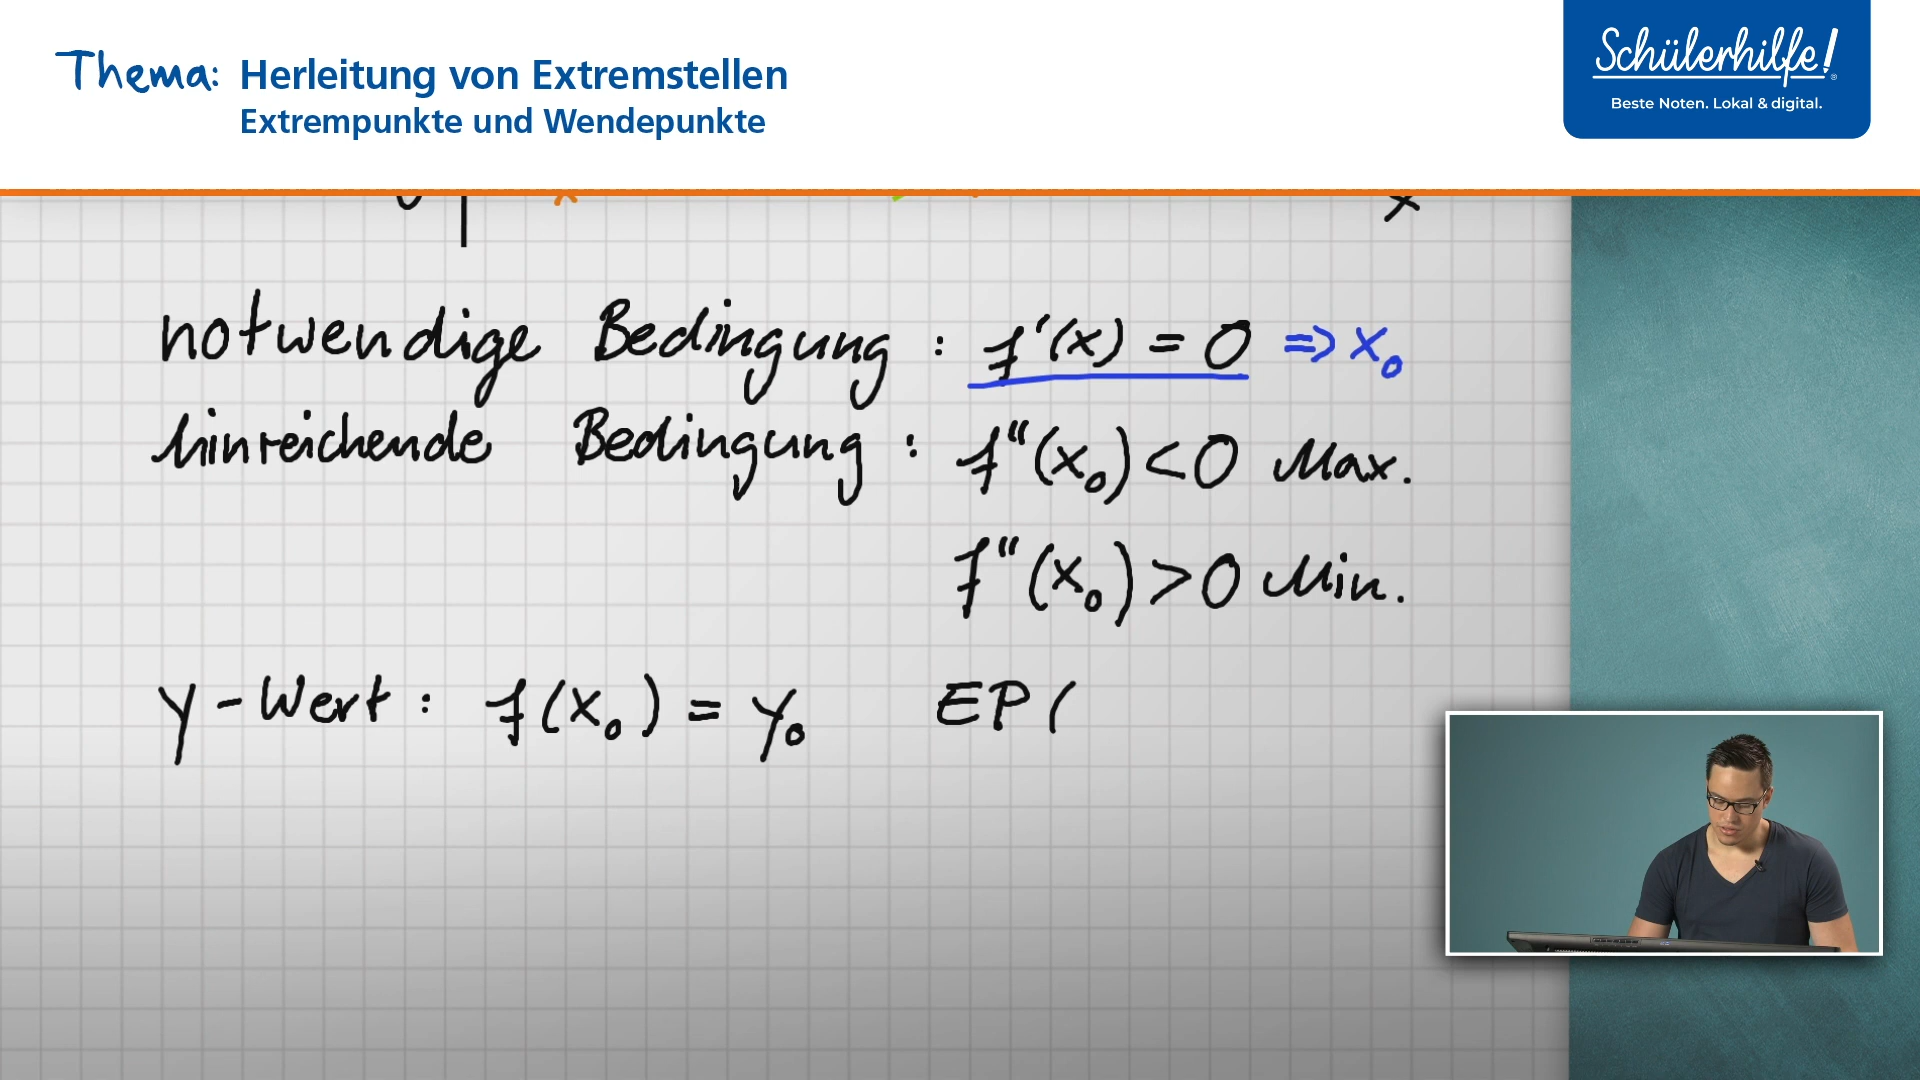 Thema: Herleitung von Extremstellen
Extrempunkte und Wendepunkte
Schülerhilfe!®
Beste Noten. Lokal & digital.
x
notwendige Bedingung : f'(x) = 0 => x₀
hinreichende Bedingung : f"(x₀) < 0 Max.
f"(x₀) > 0 Min.
y-Wert : f(x₀) = y₀ EP (